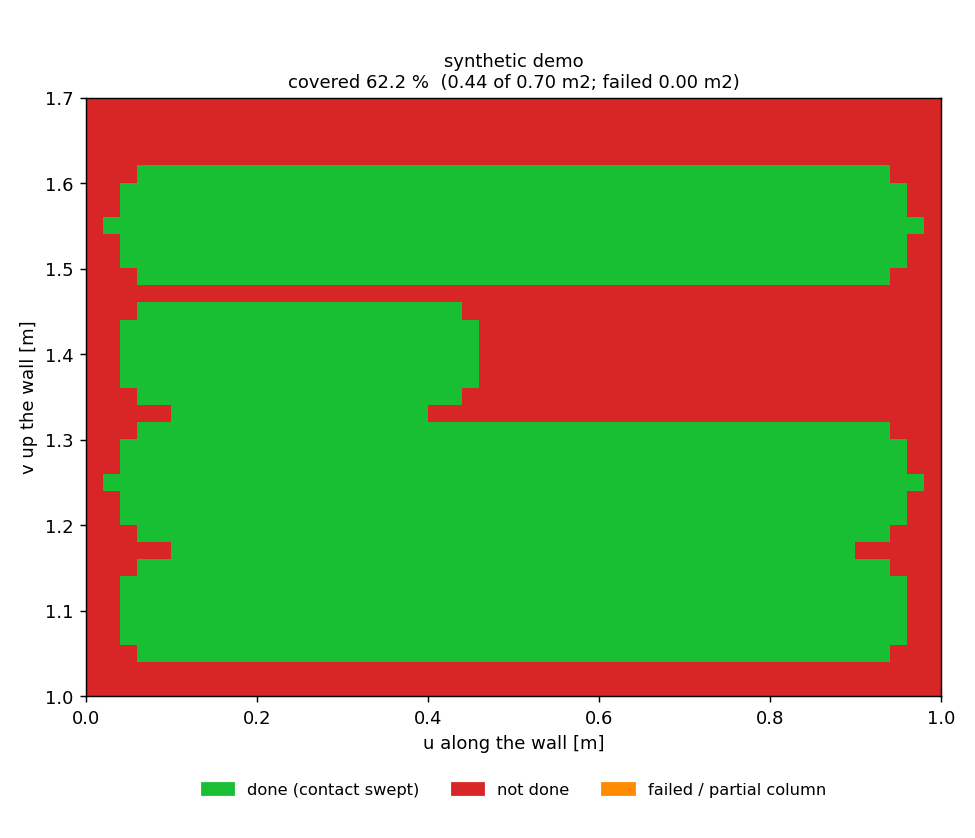 synthetic demo
covered 62.2 %  (0.44 of 0.70 m2; failed 0.00 m2)
1.7
1.6
1.5
1.4
1.3
1.2
1.1
1.0
v up the wall [m]
0.0 0.2 0.4 0.6 0.8 1.0
u along the wall [m]
done (contact swept) not done failed / partial column